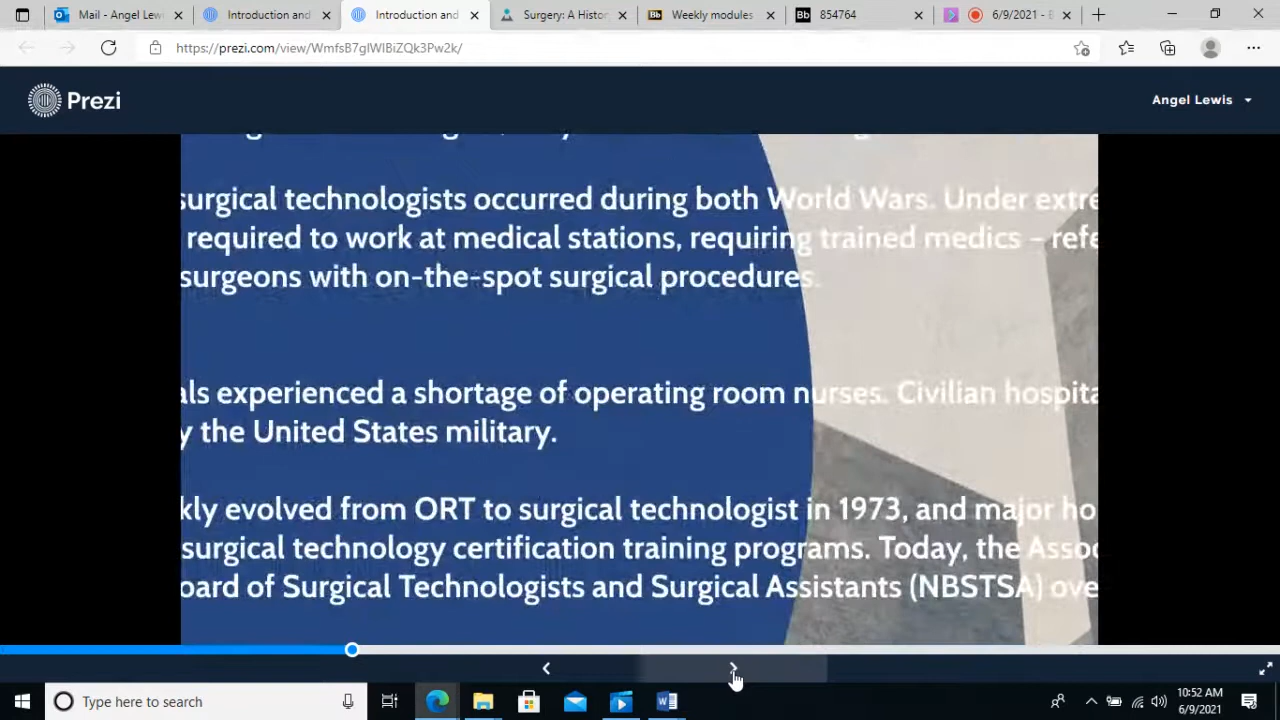 Mail - Angel Lew
Introduction and
Introduction and
Surgery: A Histor
Weekly modules
854764
6/9/2021 -
https://prezi.com/view/WmfsB7gIWlBiZQk3Pw2k/
Prezi
Angel Lewis
surgical technologists occurred during both World Wars. Under extre
required to work at medical stations, requiring trained medics – refe
surgeons with on-the-spot surgical procedures.
als experienced a shortage of operating room nurses. Civilian hospita
y the United States military.
kly evolved from ORT to surgical technologist in 1973, and major ho
surgical technology certification training programs. Today, the Assoc
oard of Surgical Technologists and Surgical Assistants (NBSTSA) ove
Type here to search
10:52 AM
6/9/2021